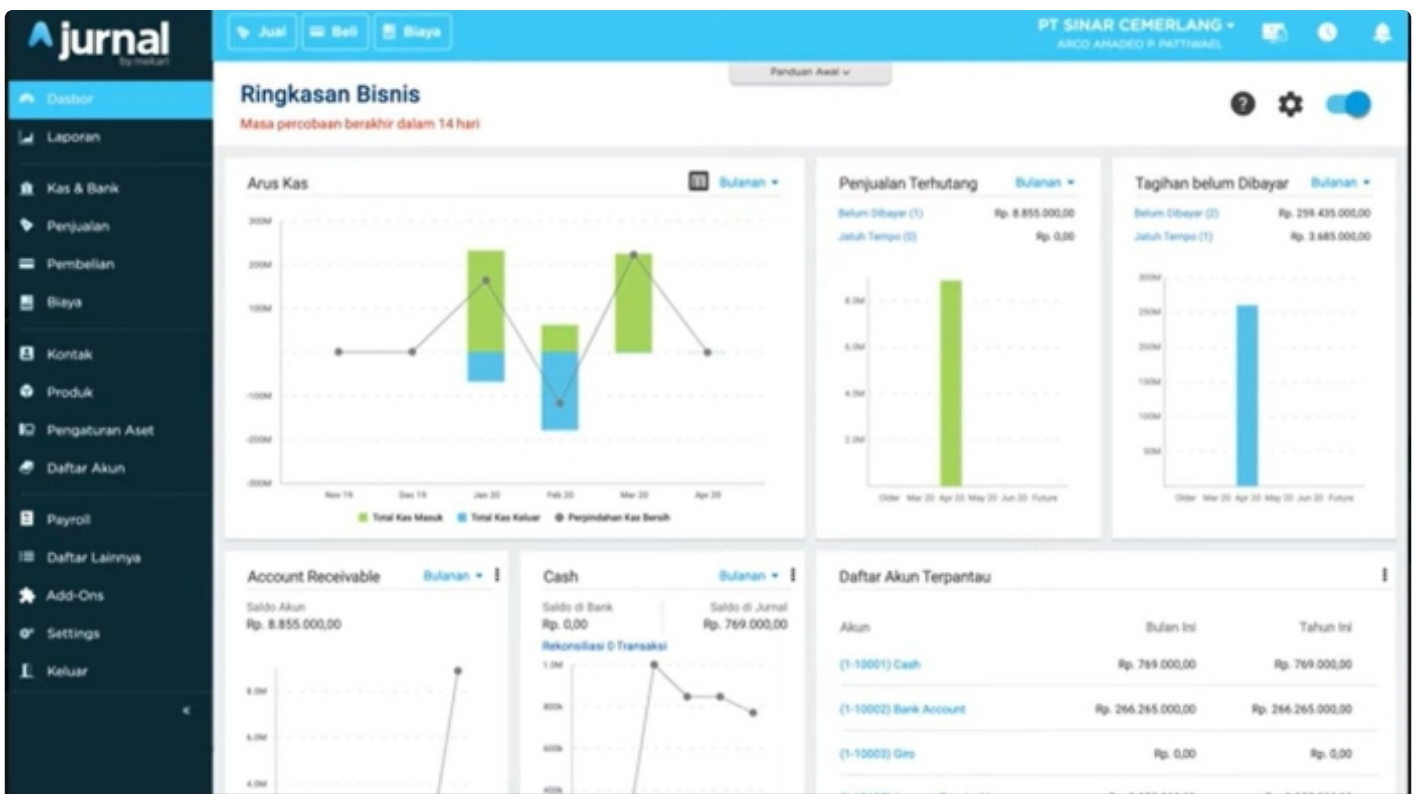 jurnal
by mekari
Jual
Beli
Biaya
PT SINAR CEMERLANG
ARCO AMADEO P. PATTIWAEL
Dasbor
Laporan
Kas & Bank
Penjualan
Pembelian
Biaya
Kontak
Produk
Pengaturan Aset
Daftar Akun
Payroll
Daftar Lainnya
Add-Ons
Settings
Keluar
Panduan Awal
Ringkasan Bisnis
Masa percobaan berakhir dalam 14 hari
Arus Kas
Bulanan
300M
200M
100M
-100M
-200M
-300M
Nov 19 Dec 19 Jan 20 Feb 20 Mar 20 Apr 20
Total Kas Masuk Total Kas Keluar Perpindahan Kas Bersih
Penjualan Terhutang Bulanan
Belum Dibayar (1) Rp. 8.855.000,00
Jatuh Tempo (0) Rp. 0,00
8.0M
6.0M
4.0M
2.0M
Older Mar 20 Apr 20 May 20 Jun 20 Future
Tagihan belum Dibayar Bulanan
Belum Dibayar (2) Rp. 259.435.000,00
Jatuh Tempo (1) Rp. 3.685.000,00
300M
250M
200M
150M
100M
50M
Older Mar 20 Apr 20 May 20 Jun 20 Future
Account Receivable Bulanan
Saldo Akun
Rp. 8.855.000,00
8.0M
6.0M
4.0M
Cash Bulanan
Saldo di Bank Saldo di Jurnal
Rp. 0,00 Rp. 769.000,00
Rekonsiliasi 0 Transaksi
1.0M
800k
600k
400k
Daftar Akun Terpantau
Akun Bulan Ini Tahun Ini
(1-10001) Cash Rp. 769.000,00 Rp. 769.000,00
(1-10002) Bank Account Rp. 266.265.000,00 Rp. 266.265.000,00
(1-10003) Giro Rp. 0,00 Rp. 0,00